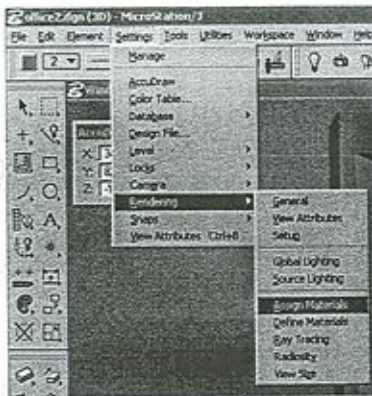 office2.dgn (3D) - MicroStation/J
File Edit Element Settings Tools Utilities Workspace Window Help
2
Manage
AccuDraw
Color Table...
Database
Design File...
Level
Locks
Camera
Rendering
Snaps
View Attributes Ctrl+B
X:
Y:
Z:
General
View Attributes
Setup
Global Lighting
Source Lighting
Assign Materials
Define Materials
Ray Tracing
Radiosity
View Size